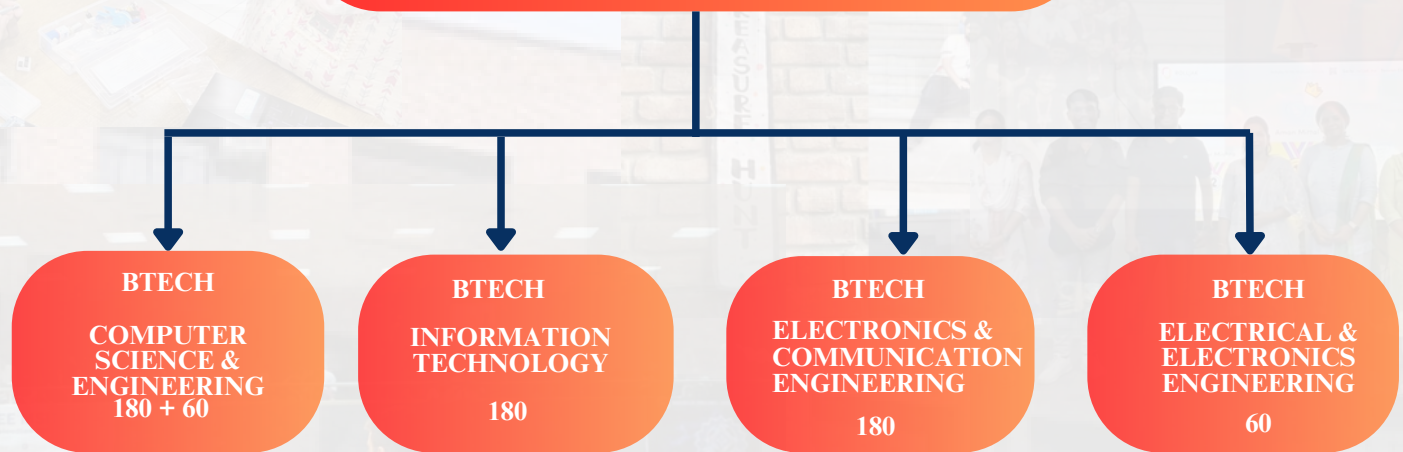 BTECH
COMPUTER
SCIENCE &
ENGINEERING
180 + 60
BTECH
INFORMATION
TECHNOLOGY
180
BTECH
ELECTRONICS &
COMMUNICATION
ENGINEERING
180
BTECH
ELECTRICAL &
ELECTRONICS
ENGINEERING
60